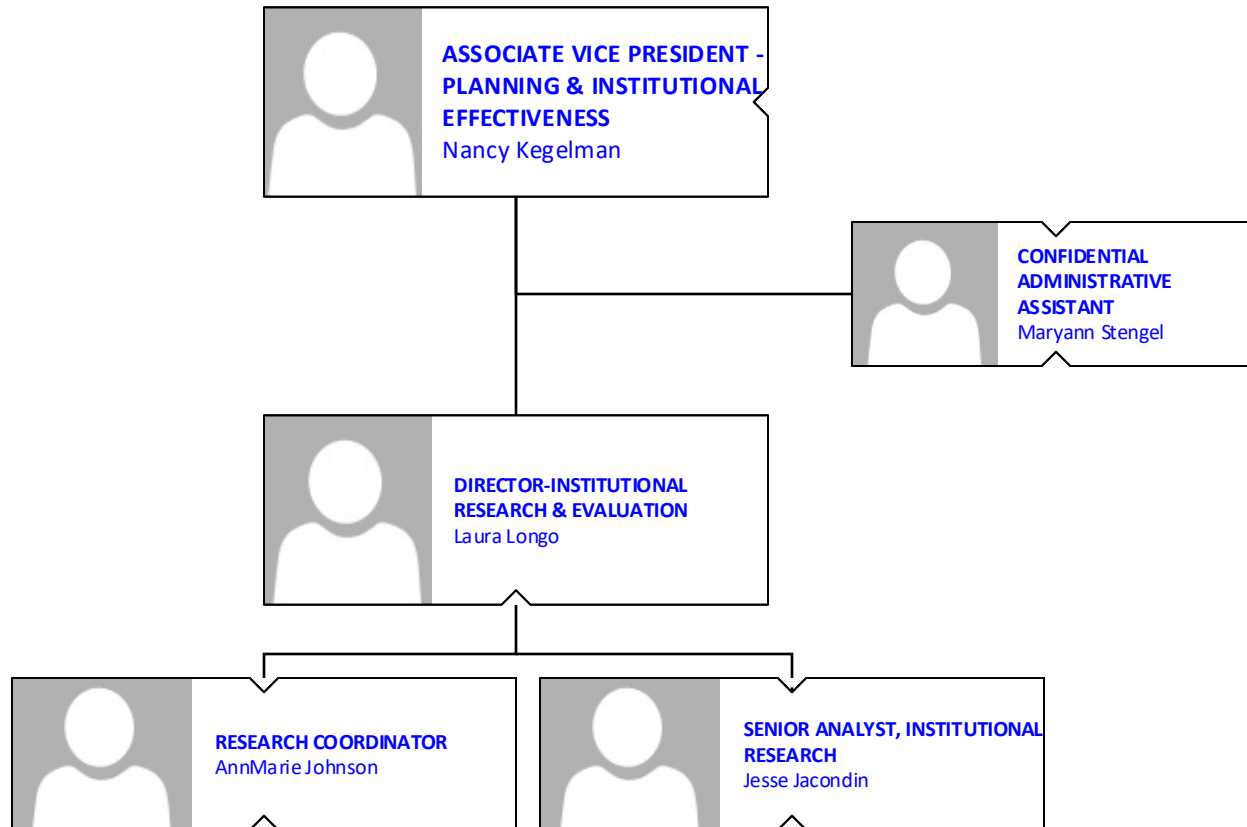 ASSOCIATE VICE PRESIDENT -
PLANNING & INSTITUTIONAL
EFFECTIVENESS
Nancy Kegelman
CONFIDENTIAL
ADMINISTRATIVE
ASSISTANT
Maryann Stengel
DIRECTOR-INSTITUTIONAL
RESEARCH & EVALUATION
Laura Longo
RESEARCH COORDINATOR
AnnMarie Johnson
SENIOR ANALYST, INSTITUTIONAL
RESEARCH
Jesse Jacondin